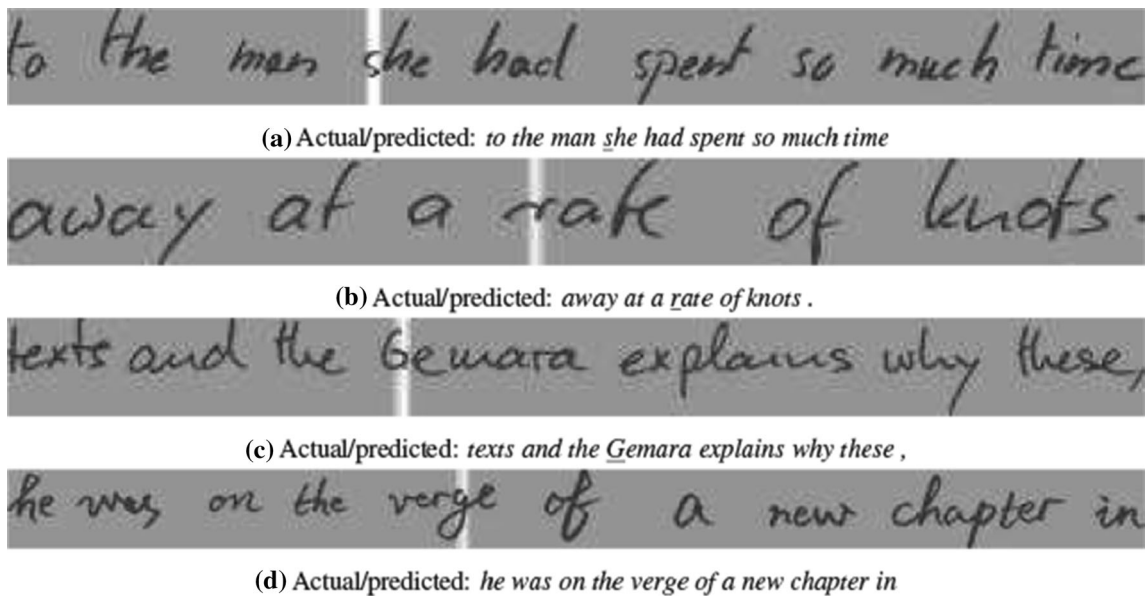 to the man she had spent so much time
(a) Actual/predicted: to the man she had spent so much time
away at a rate of knots.
(b) Actual/predicted: away at a rate of knots .
texts and the Gemara explains why these,
(c) Actual/predicted: texts and the Gemara explains why these ,
he was on the verge of a new chapter in
(d) Actual/predicted: he was on the verge of a new chapter in